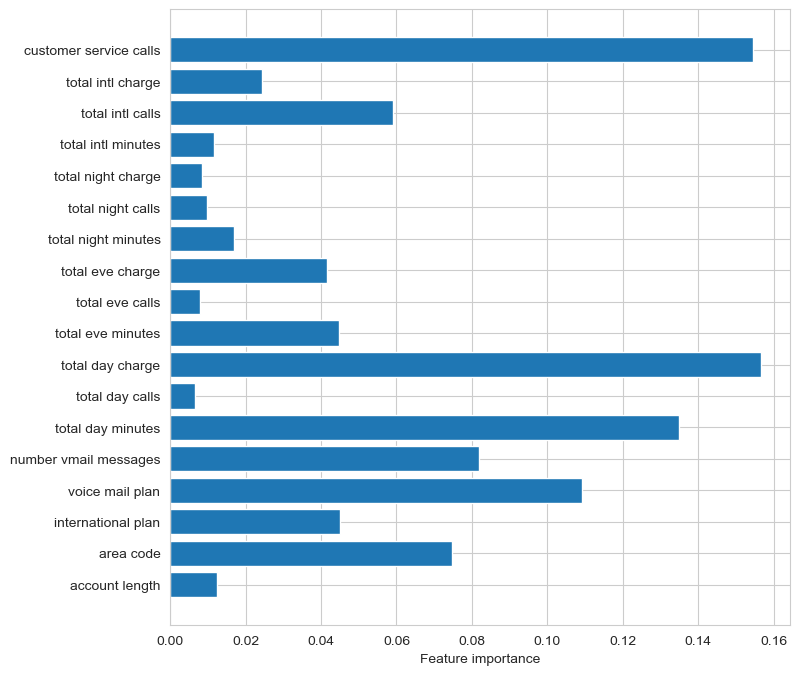 customer service calls
total intl charge
total intl calls
total intl minutes
total night charge
total night calls
total night minutes
total eve charge
total eve calls
total eve minutes
total day charge
total day calls
total day minutes
number vmail messages
voice mail plan
international plan
area code
account length
0.00 0.02 0.04 0.06 0.08 0.10 0.12 0.14 0.16
Feature importance